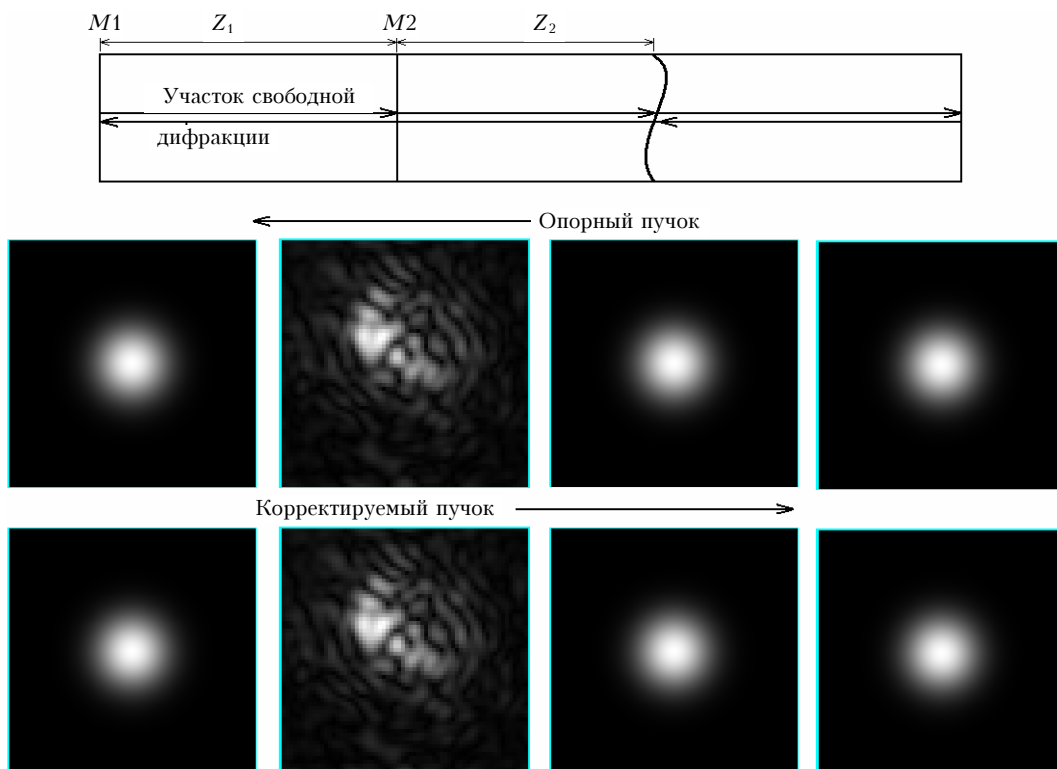 M1 Z₁ M2 Z₂
Участок свободной
дифракции
Опорный пучок
Корректируемый пучок